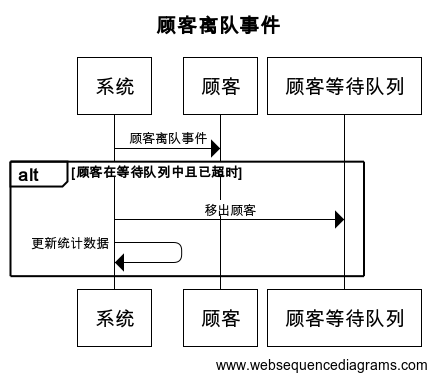 顾客离队事件
系统 顾客 顾客等待队列
顾客离队事件
alt [顾客在等待队列中且已超时]
移出顾客
更新统计数据
系统 顾客 顾客等待队列
www.websequencediagrams.com